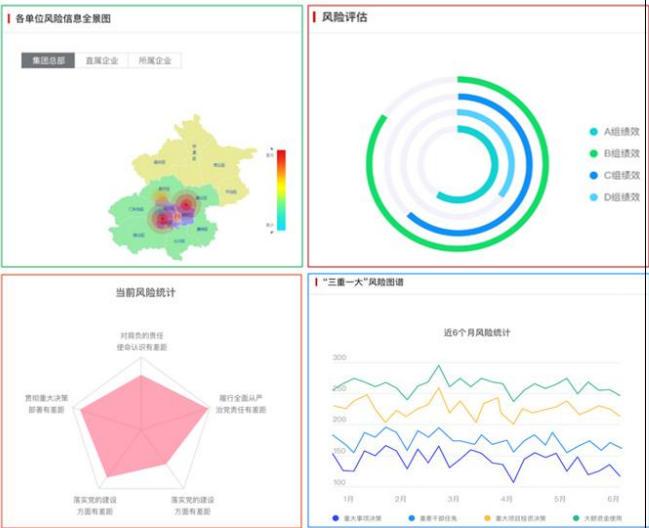 各单位风险信息全景图
集团总部
直属企业
所属企业
风险评估
A组绩效
B组绩效
C组绩效
D组绩效
当前风险统计
对肩负的责任
使命认识有差距
贯彻重大决策
部署有差距
履行全面从严
治党责任有差距
落实党的建设
方面有差距
落实党的建设
方面有差距
“三重一大”风险图谱
近6个月风险统计
300
250
200
150
100
1月
2月
3月
4月
5月
6月
重大事项决策
重要干部任免
重大项目投资决策
大额资金使用